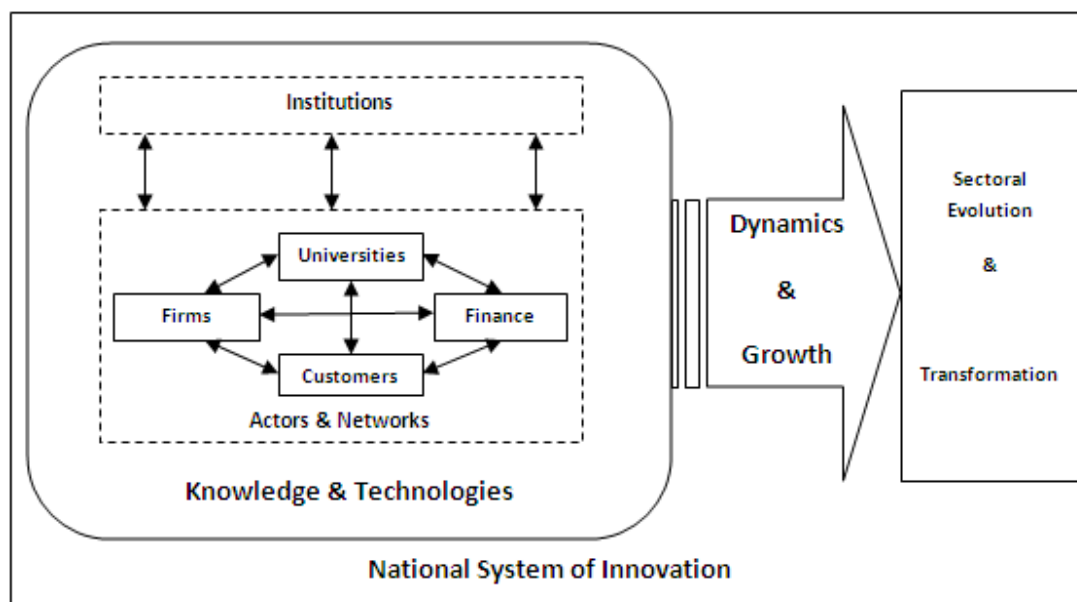 Institutions
Universities
Firms
Finance
Customers
Actors & Networks
Knowledge & Technologies
National System of Innovation
Dynamics
&
Growth
Sectoral
Evolution
&
Transformation